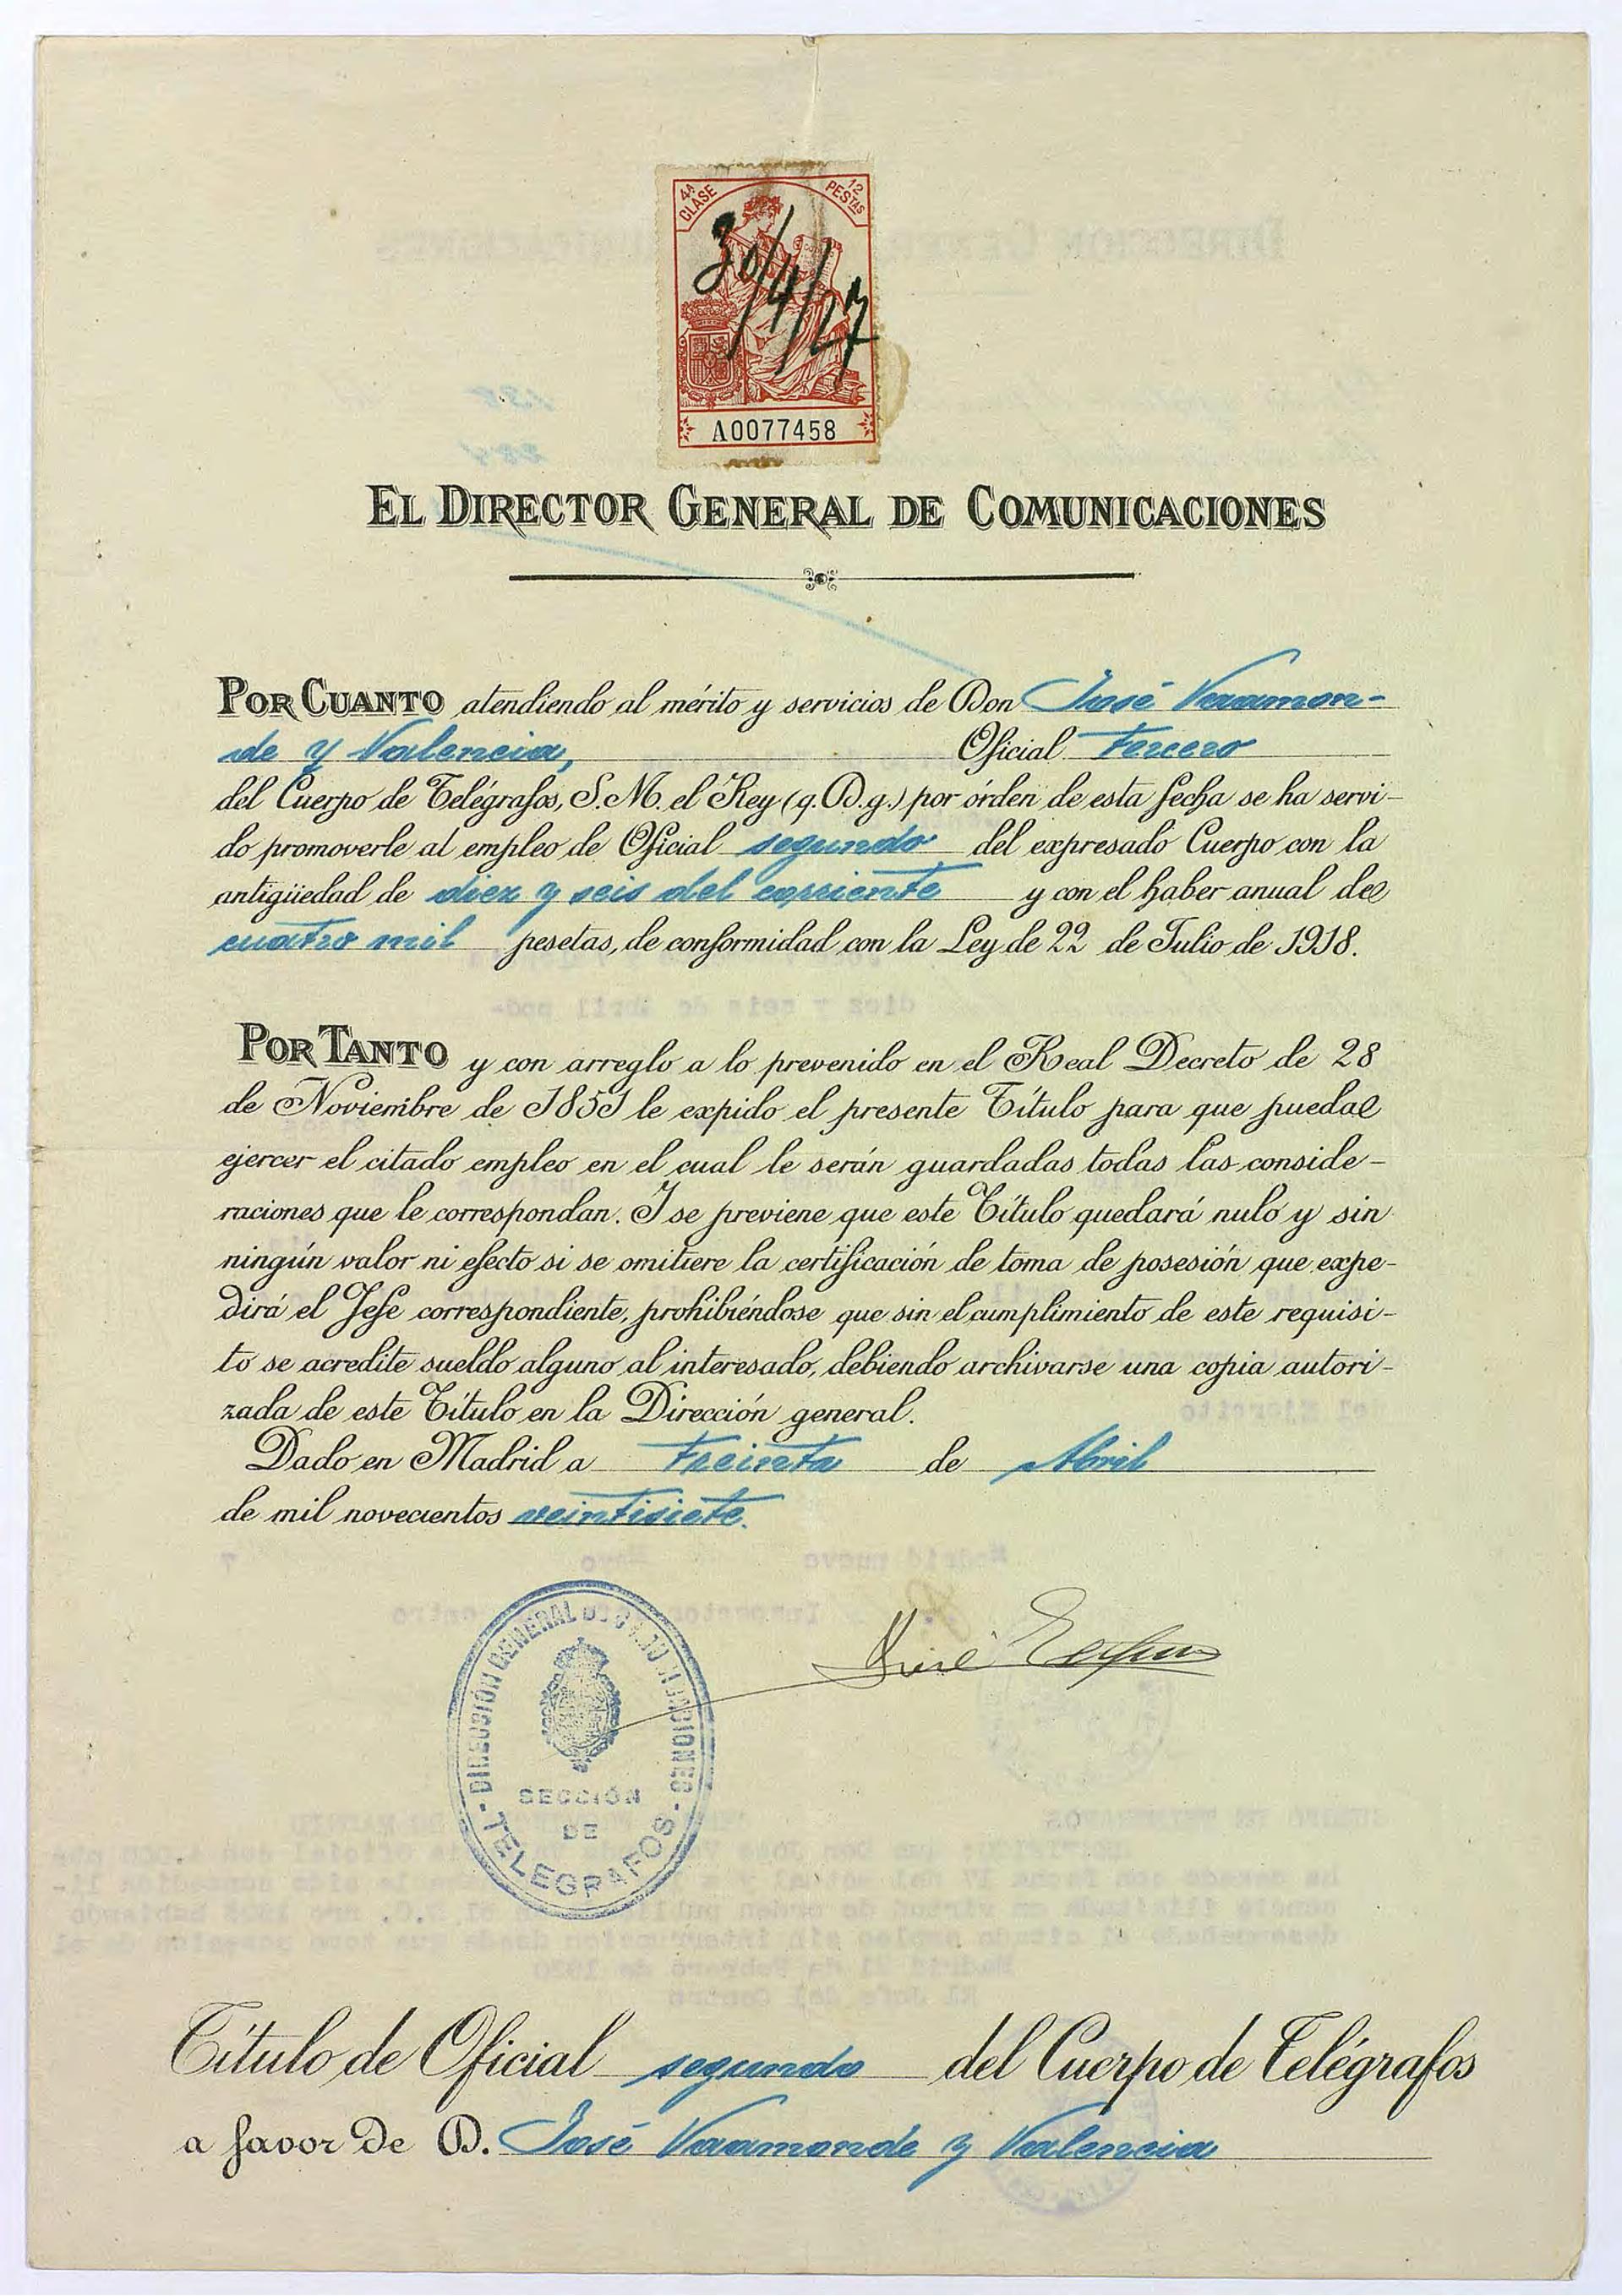 4ª CLASE 12 PESTAS
30/4/27
A0077458
EL DIRECTOR GENERAL DE COMUNICACIONES
POR CUANTO atendiendo al mérito y servicios de Don José Vaamon-
de y Valencia, Oficial tercero
del Cuerpo de Telégrafos, S. M. el Rey (q. D. g.) por órden de esta fecha se ha servi-
do promoverle al empleo de Oficial segundo del expresado Cuerpo con la
antigüedad de diez y seis del corriente y con el haber anual de
cuatro mil pesetas, de conformidad con la Ley de 22 de Julio de 1918.
POR TANTO y con arreglo a lo prevenido en el Real Decreto de 28
de Noviembre de 1851 le expido el presente Título para que pueda
ejercer el citado empleo en el cual le serán guardadas todas las conside-
raciones que le correspondan. I se previene que este Título quedará nulo y sin
ningún valor ni efecto si se omitiere la certificación de toma de posesión que expe-
dirá el Jefe correspondiente, prohibiéndose que sin el cumplimiento de este requisi-
to se acredite sueldo alguno al interesado, debiendo archivarse una copia autori-
zada de este Título en la Dirección general.
Dado en Madrid a treinta de Abril
de mil novecientos veintisiete.
José
DIRECCIÓN GENERAL DE COMUNICACIONES
SECCIÓN
DE
TELEGRAFOS
Título de Oficial segundo del Cuerpo de Telégrafos
a favor de D. José Vaamonde y Valencia